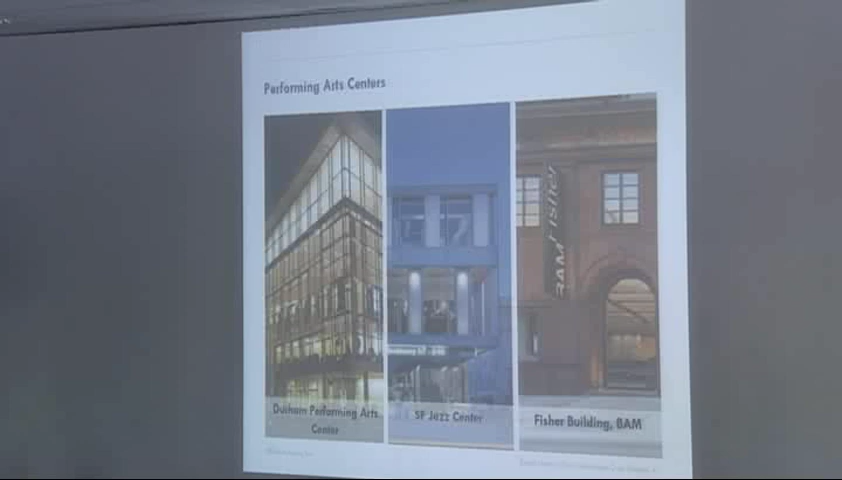 Performing Arts Centers
BAM Fisher
Durham Performing Arts
Center
SF Jazz Center
Fisher Building, BAM